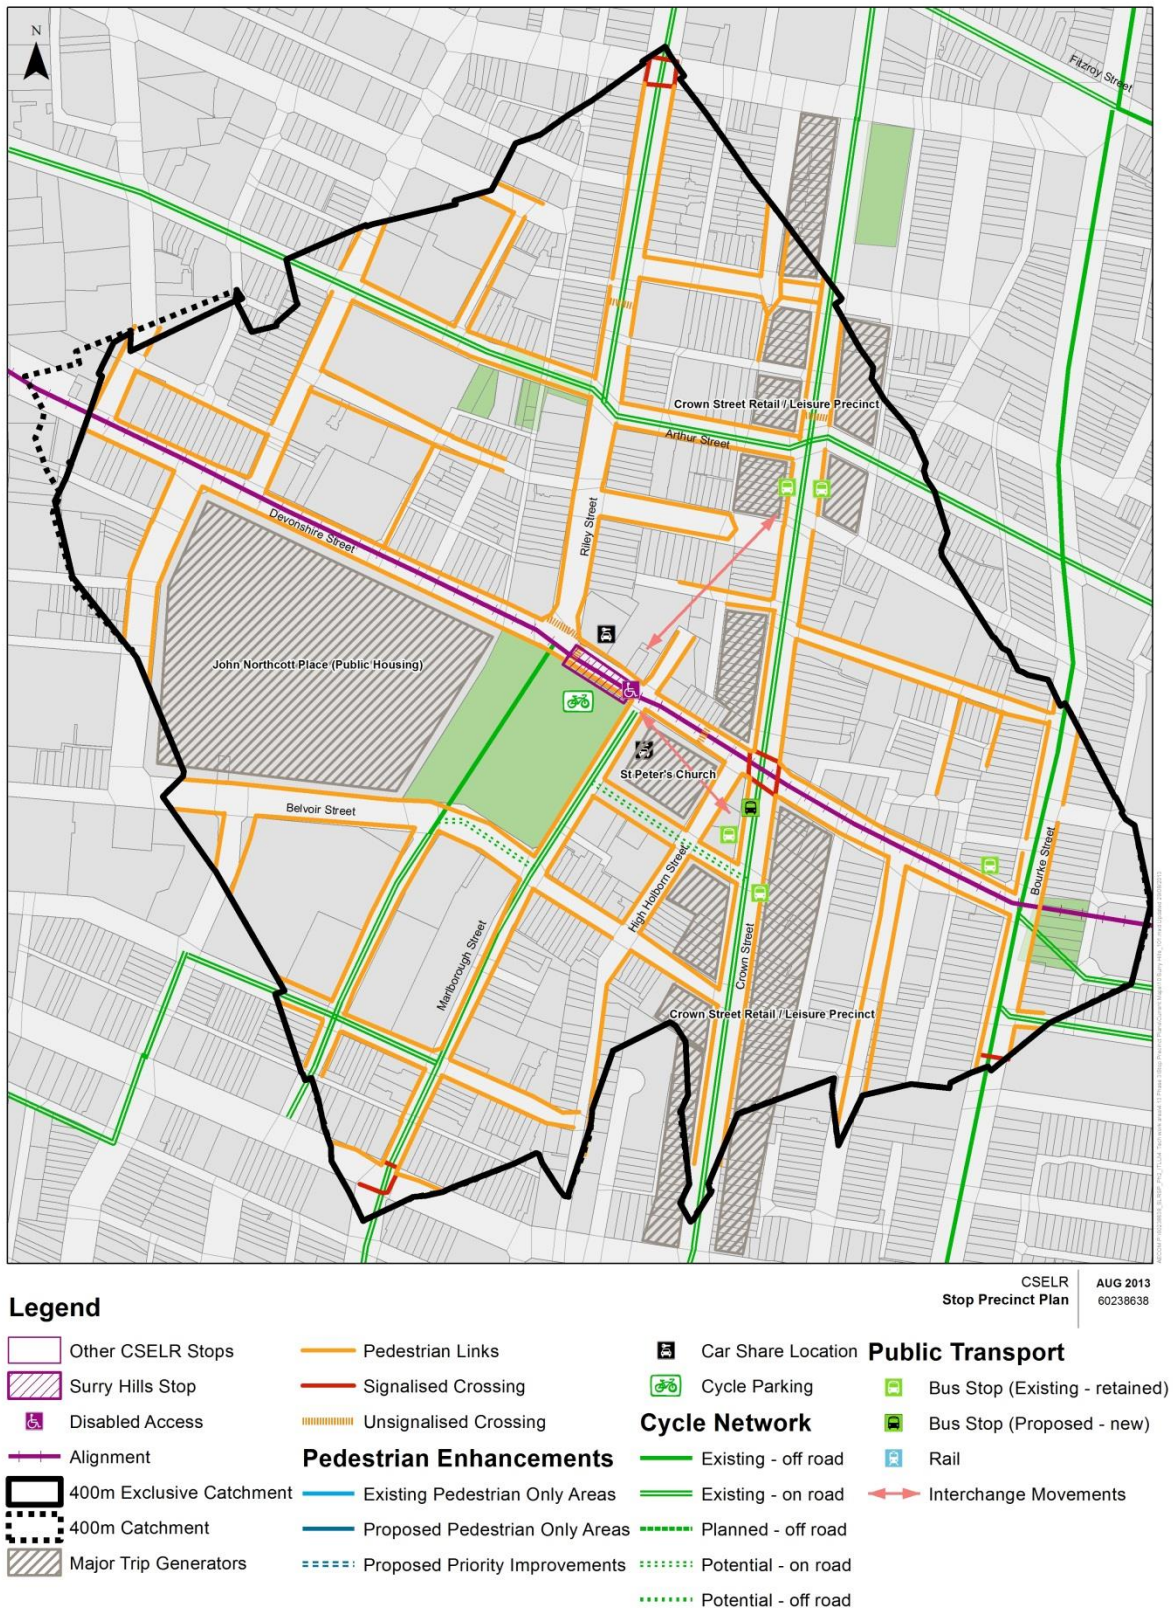 N
Fitzroy Street
Crown Street Retail / Leisure Precinct
Arthur Street
Riley Street
Devonshire Street
John Northcott Place (Public Housing)
St Peter's Church
Belvoir Street
High Holborn Street
Bourke Street
Marlborough Street
Crown Street
Crown Street Retail / Leisure Precinct
CSELR
Stop Precinct Plan
AUG 2013
60238638
Legend
Other CSELR Stops
Surry Hills Stop
Disabled Access
Alignment
400m Exclusive Catchment
400m Catchment
Major Trip Generators
Pedestrian Links
Signalised Crossing
Unsignalised Crossing
Pedestrian Enhancements
Existing Pedestrian Only Areas
Proposed Pedestrian Only Areas
Proposed Priority Improvements
Car Share Location
Cycle Parking
Cycle Network
Existing - off road
Existing - on road
Planned - off road
Potential - on road
Potential - off road
Public Transport
Bus Stop (Existing - retained)
Bus Stop (Proposed - new)
Rail
Interchange Movements